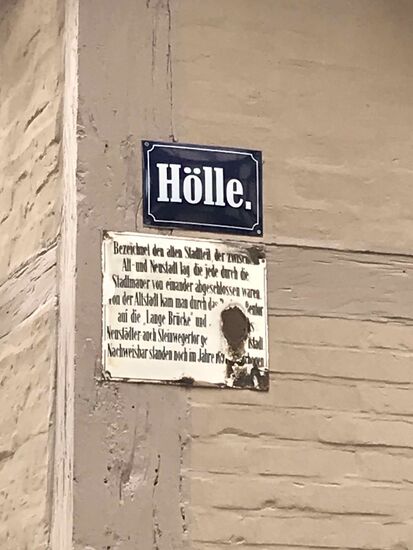 Hölle.
Bezeichnet den alten Stadtteil der zwischen
Alt- und Neustadt lag die jede durch die
Stadtmauer von einander abgeschlossen waren.
Von der Altstadt kam man durch das
auf die „Lange Brücke" und
Neustädter auch Steinwegertor
Nachweisbar standen noch im Jahre